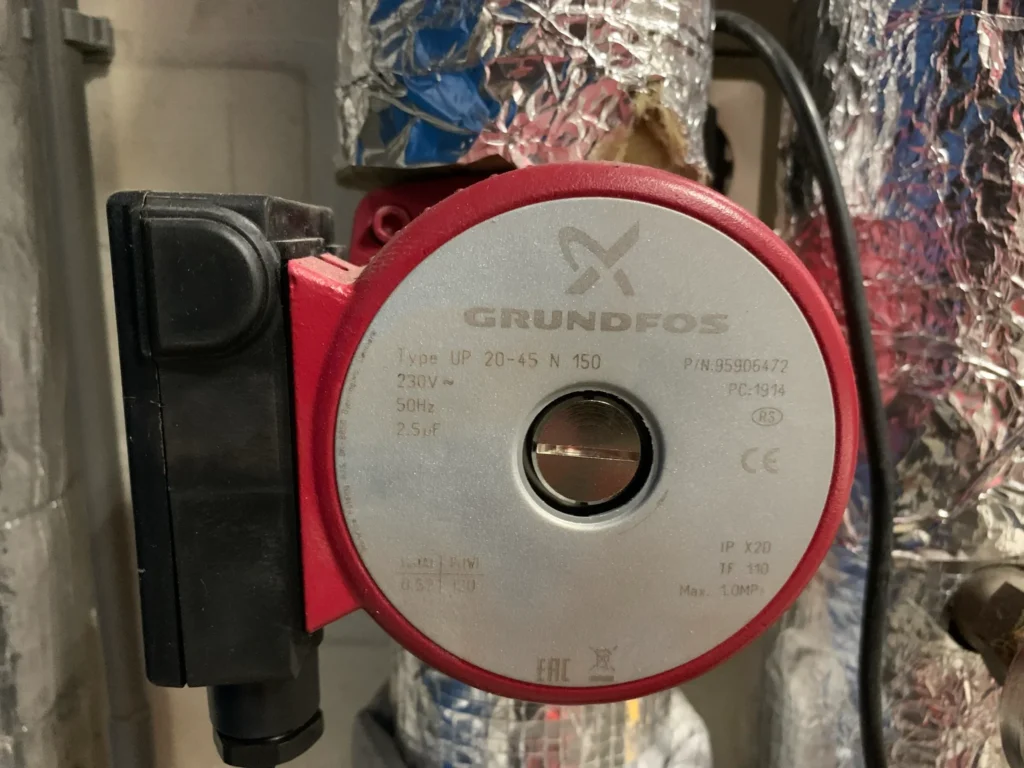 GRUNDFOS
Type UP 20-45 N 150
230V ~
50Hz
2.5µF
P/N:95906472
PC:1914
RS
CE
IP X20
TF 110
Max. 1.0MPa
EAC